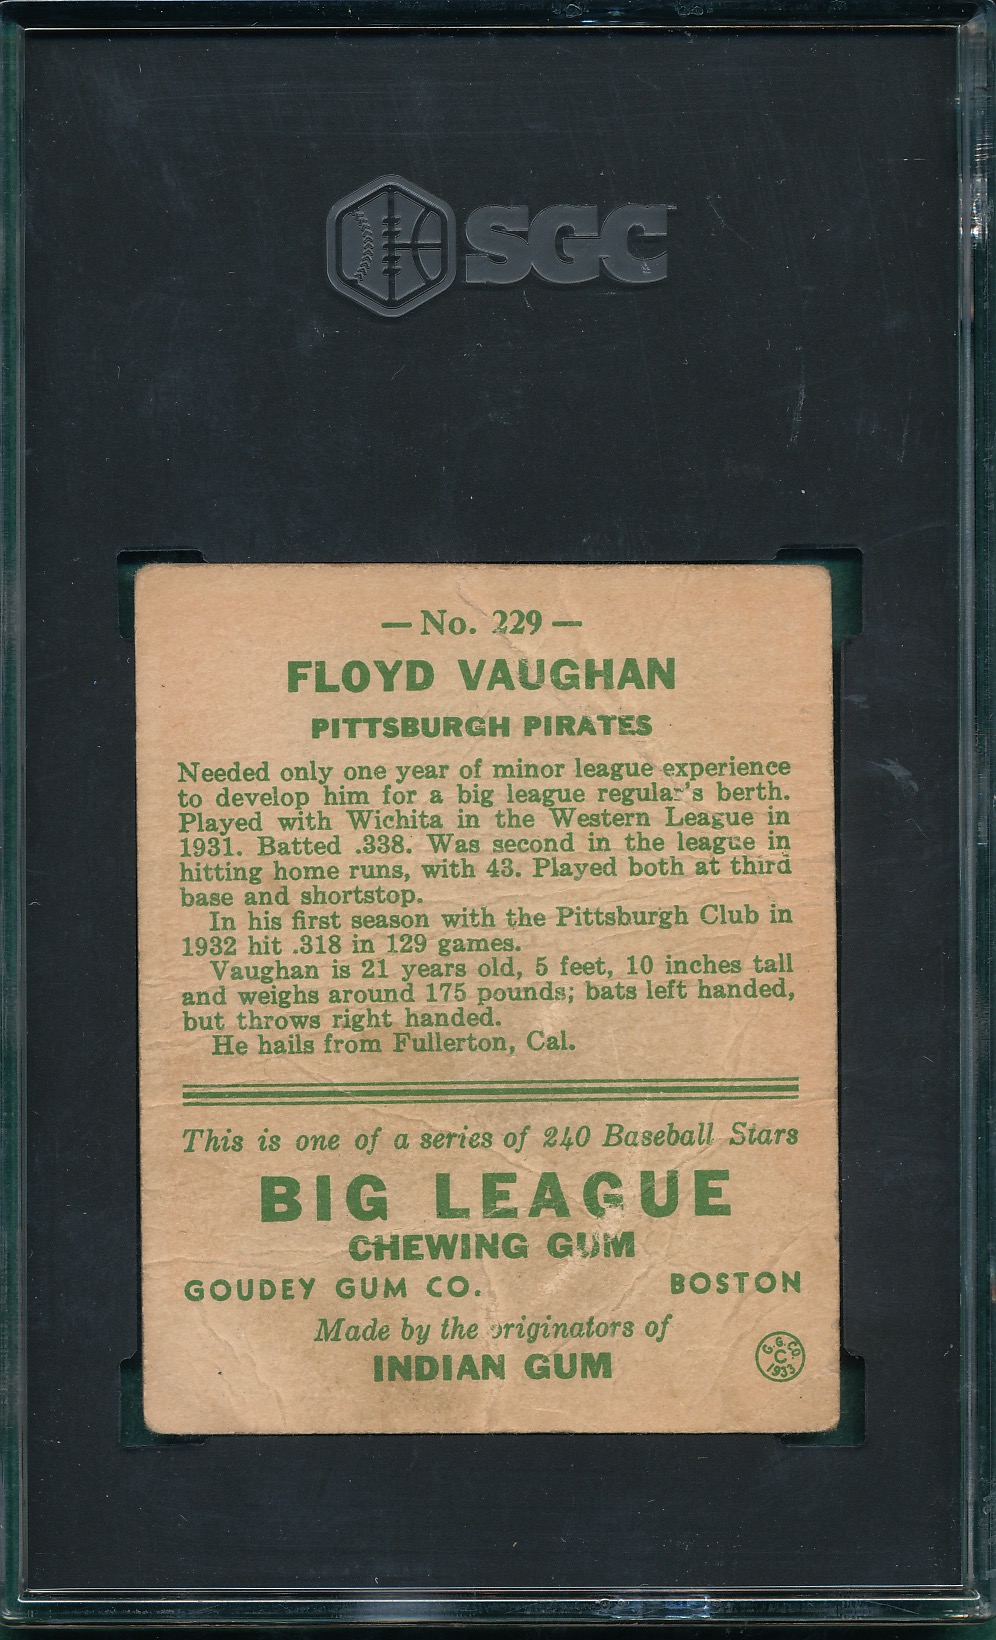 SGC
— No. 229 —
FLOYD VAUGHAN
PITTSBURGH PIRATES
Needed only one year of minor league experience
to develop him for a big league regular's berth.
Played with Wichita in the Western League in
1931. Batted .338. Was second in the league in
hitting home runs, with 43. Played both at third
base and shortstop.
In his first season with the Pittsburgh Club in
1932 hit .318 in 129 games.
Vaughan is 21 years old, 5 feet, 10 inches tall
and weighs around 175 pounds; bats left handed,
but throws right handed.
He hails from Fullerton, Cal.
This is one of a series of 240 Baseball Stars
BIG LEAGUE
CHEWING GUM
GOUDEY GUM CO. BOSTON
Made by the originators of
INDIAN GUM
G. G. Co.
C
1933